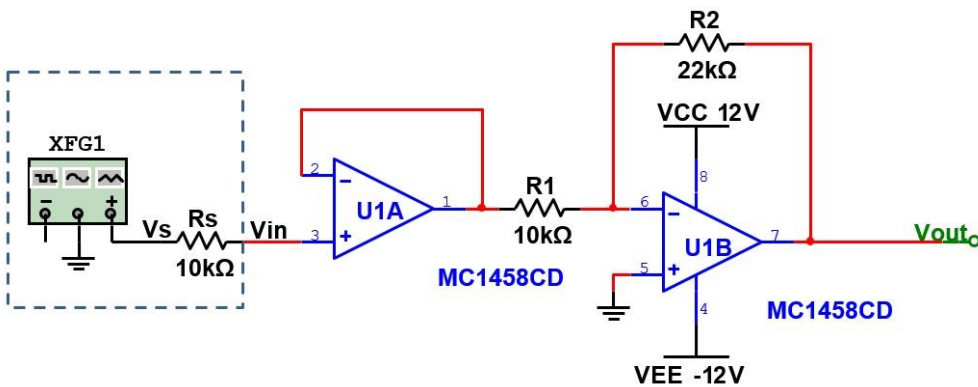 R2
22kΩ
VCC 12V
XFG1
8
2
Vs
Rs
Vin
10kΩ
3
U1A
1
R1
10kΩ
6
5
U1B
7
Vout
4
MC1458CD
MC1458CD
VEE -12V